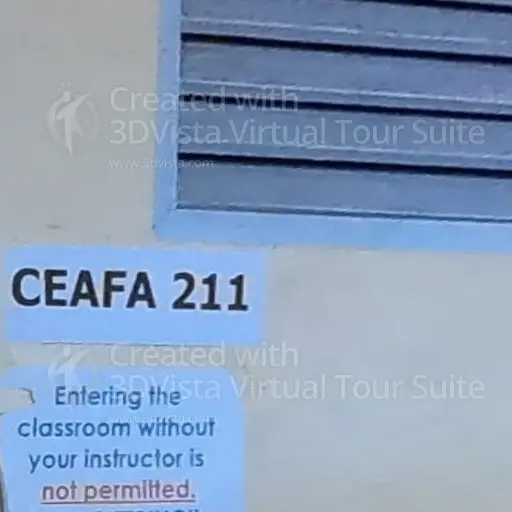 Created with
3DVista Virtual Tour Suite
www.3dvista.com
CEAFA 211
Created with
3DVista Virtual Tour Suite
Entering the
classroom without
your instructor is
not permitted.